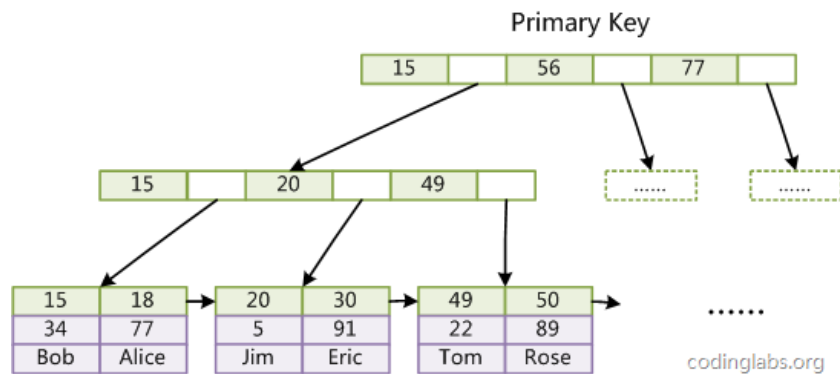 Primary Key
15 56 77
15 20 49 ...... ......
15 18 20 30 49 50
34 77 5 91 22 89 ......
Bob Alice Jim Eric Tom Rose
codinglabs.org